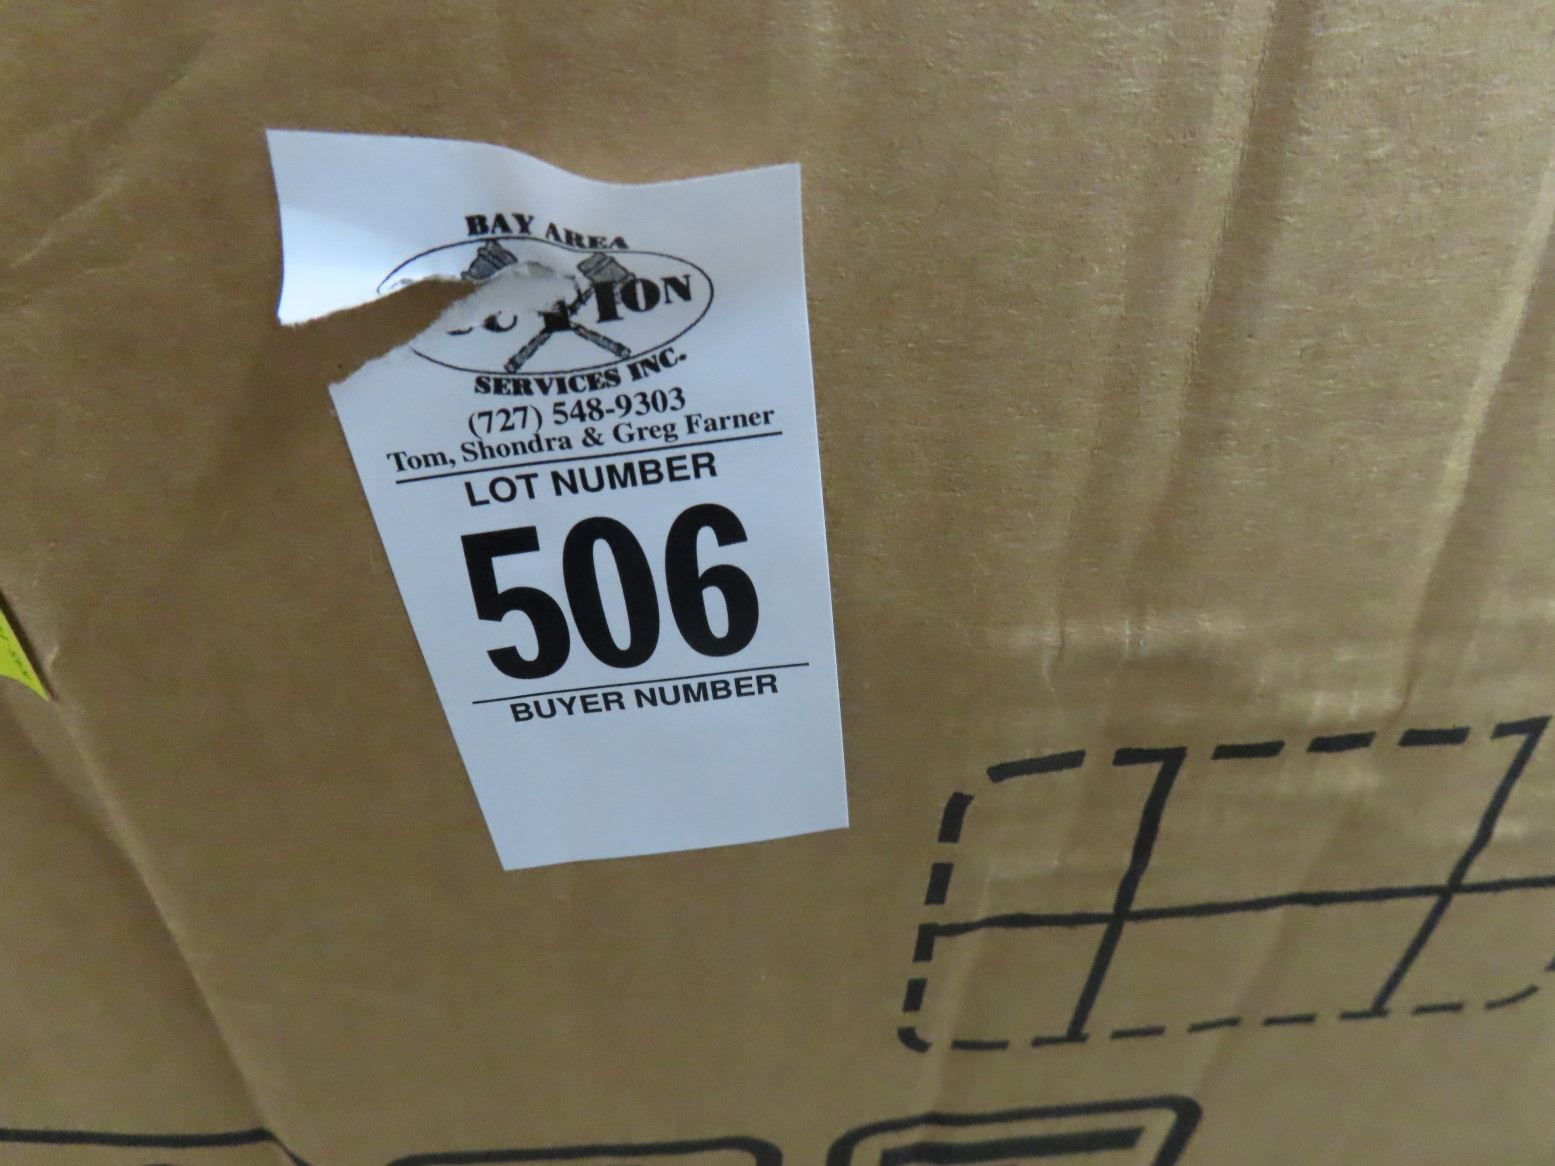 BAY AREA
SERVICES INC.
(727) 548-9303
Tom, Shondra & Greg Farner
LOT NUMBER
506
BUYER NUMBER